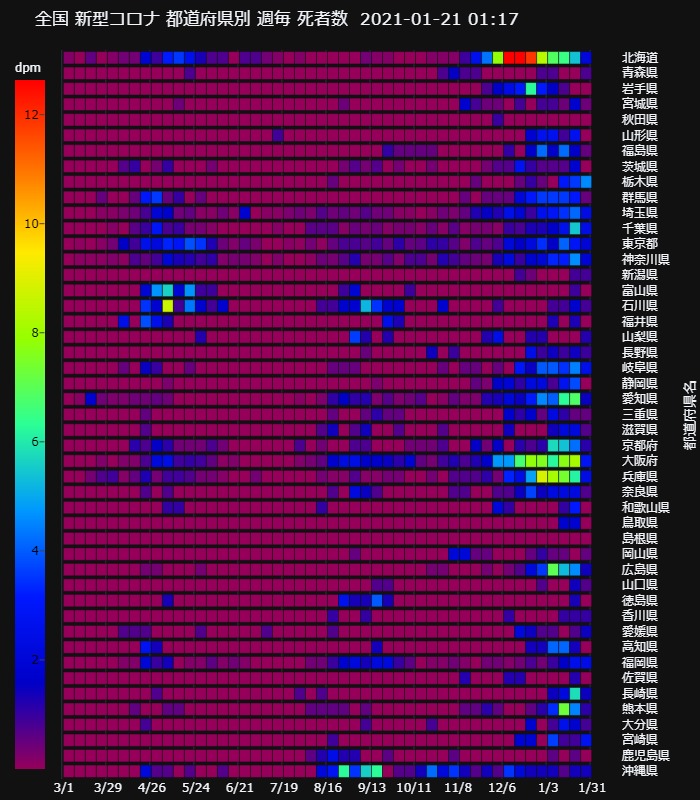 全国 新型コロナ 都道府県別 週毎 死者数 2021-01-21 01:17
dpm
12
10
8
6
4
2
北海道
青森県
岩手県
宮城県
秋田県
山形県
福島県
茨城県
栃木県
群馬県
埼玉県
千葉県
東京都
神奈川県
新潟県
富山県
石川県
福井県
山梨県
長野県
岐阜県
静岡県
愛知県
三重県
滋賀県
京都府
大阪府
兵庫県
奈良県
和歌山県
鳥取県
島根県
岡山県
広島県
山口県
徳島県
香川県
愛媛県
高知県
福岡県
佐賀県
長崎県
熊本県
大分県
宮崎県
鹿児島県
沖縄県
都道府県名
3/1 3/29 4/26 5/24 6/21 7/19 8/16 9/13 10/11 11/8 12/6 1/3 1/31